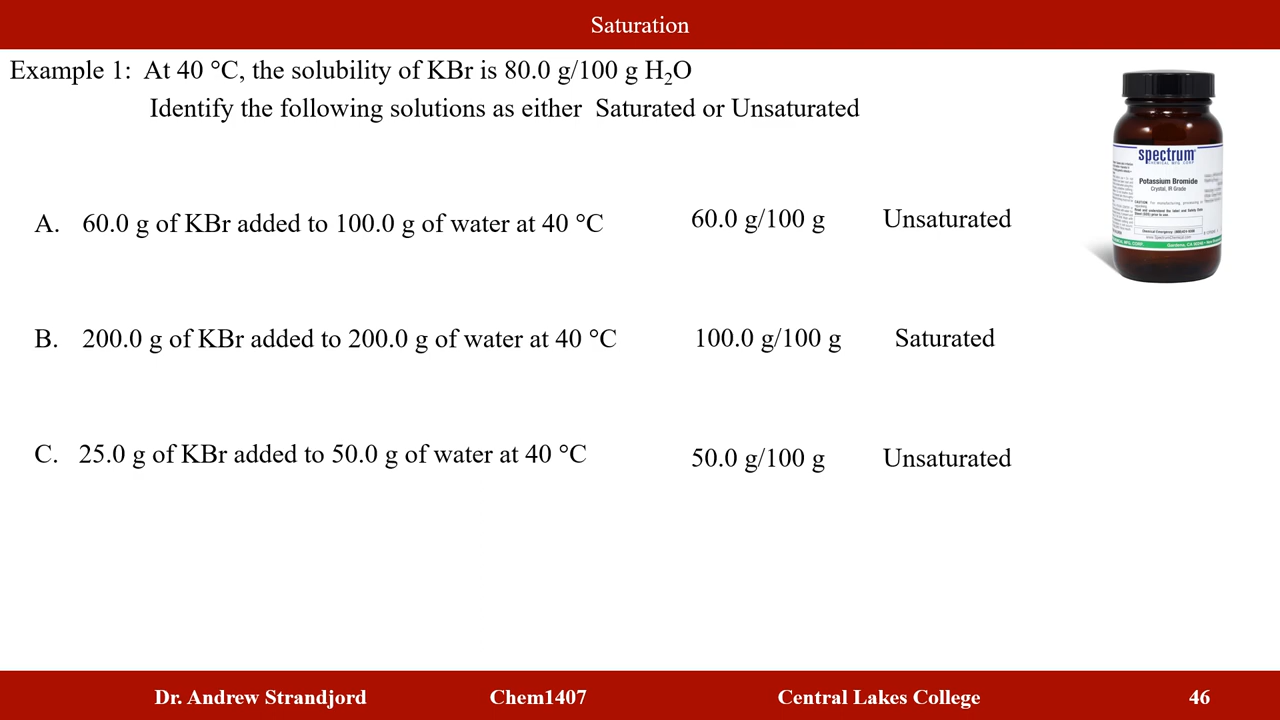 Saturation
Example 1: At 40 °C, the solubility of KBr is 80.0 g/100 g H₂O
Identify the following solutions as either Saturated or Unsaturated
spectrum
CHEMICAL MFG. CORP
Potassium Bromide
Crystal, IR Grade
A. 60.0 g of KBr added to 100.0 g of water at 40 °C 60.0 g/100 g Unsaturated
B. 200.0 g of KBr added to 200.0 g of water at 40 °C 100.0 g/100 g Saturated
C. 25.0 g of KBr added to 50.0 g of water at 40 °C 50.0 g/100 g Unsaturated
Dr. Andrew Strandjord Chem1407 Central Lakes College 46